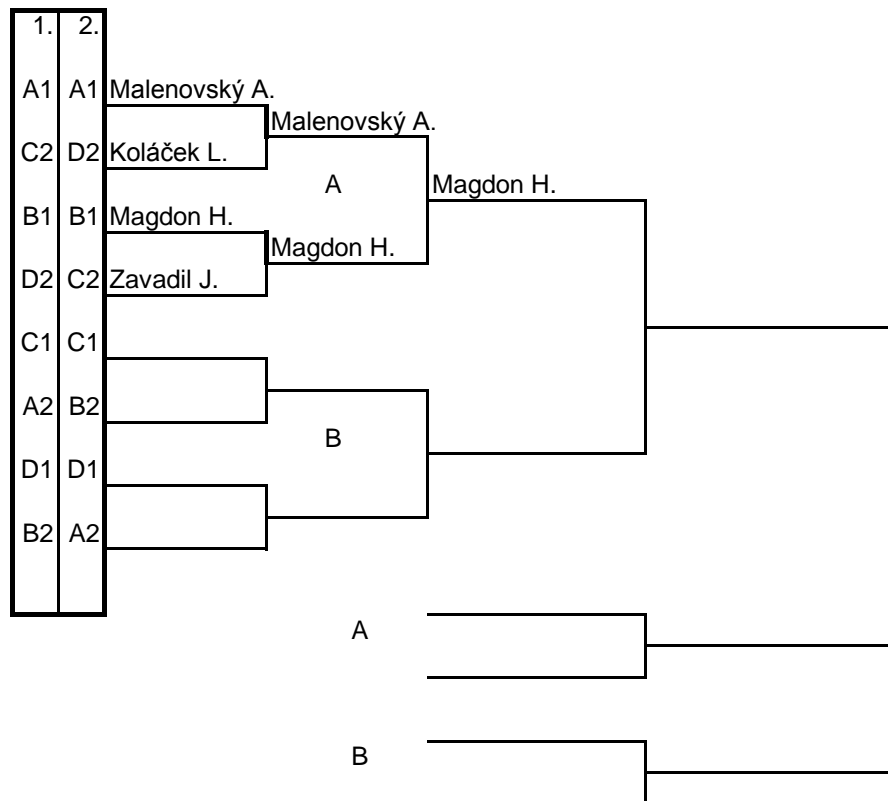 1. 2.
A1 A1 Malenovský A.
Malenovský A.
C2 D2 Koláček L.
A Magdon H.
B1 B1 Magdon H.
Magdon H.
D2 C2 Zavadil J.
C1 C1
A2 B2
B
D1 D1
B2 A2
A
B